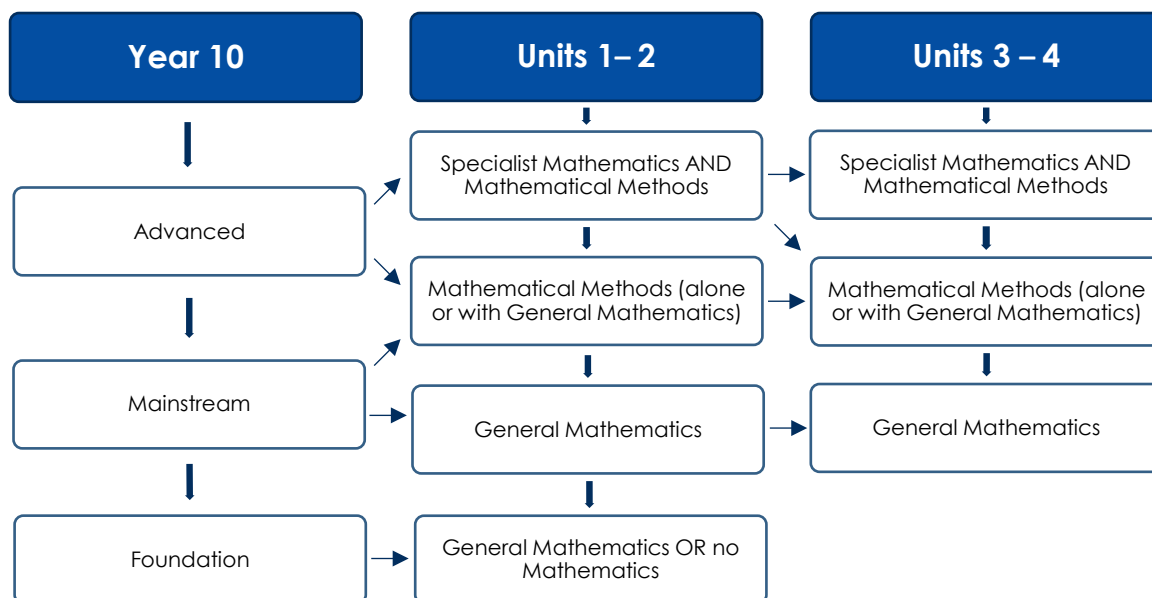 Year 10
Units 1– 2
Units 3 – 4
Advanced
Mainstream
Foundation
Specialist Mathematics AND
Mathematical Methods
Mathematical Methods (alone
or with General Mathematics)
General Mathematics
General Mathematics OR no
Mathematics
Specialist Mathematics AND
Mathematical Methods
Mathematical Methods (alone
or with General Mathematics)
General Mathematics